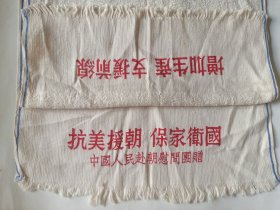 增加生產 支援前線
抗美援朝 保家衛國
中國人民赴朝慰問團贈